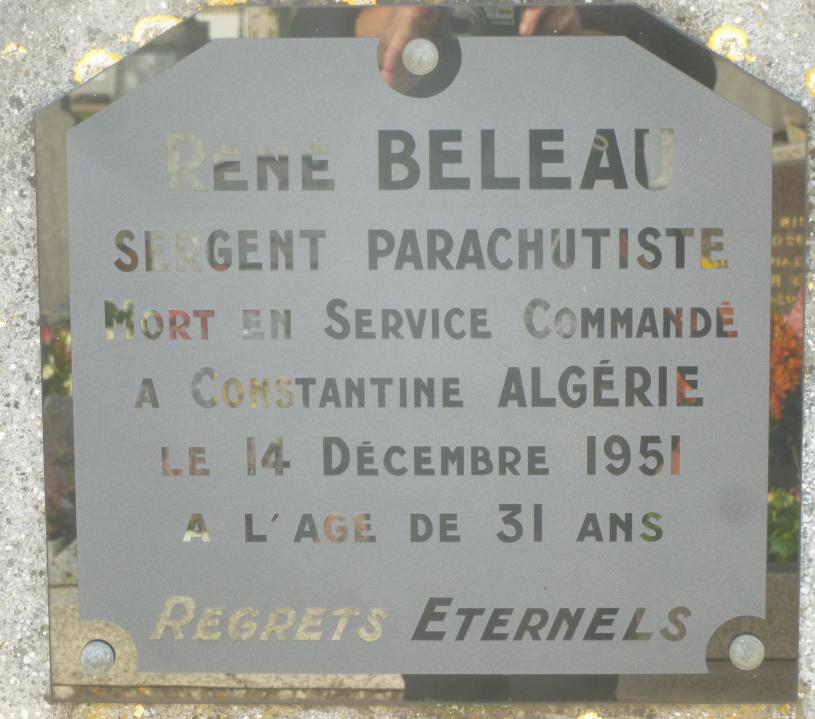 RENÉ BELEAU
SERGENT PARACHUTISTE
MORT EN SERVICE COMMANDÉ
A CONSTANTINE ALGÉRIE
LE 14 DÉCEMBRE 1951
A L'AGE DE 31 ANS
REGRETS ETERNELS